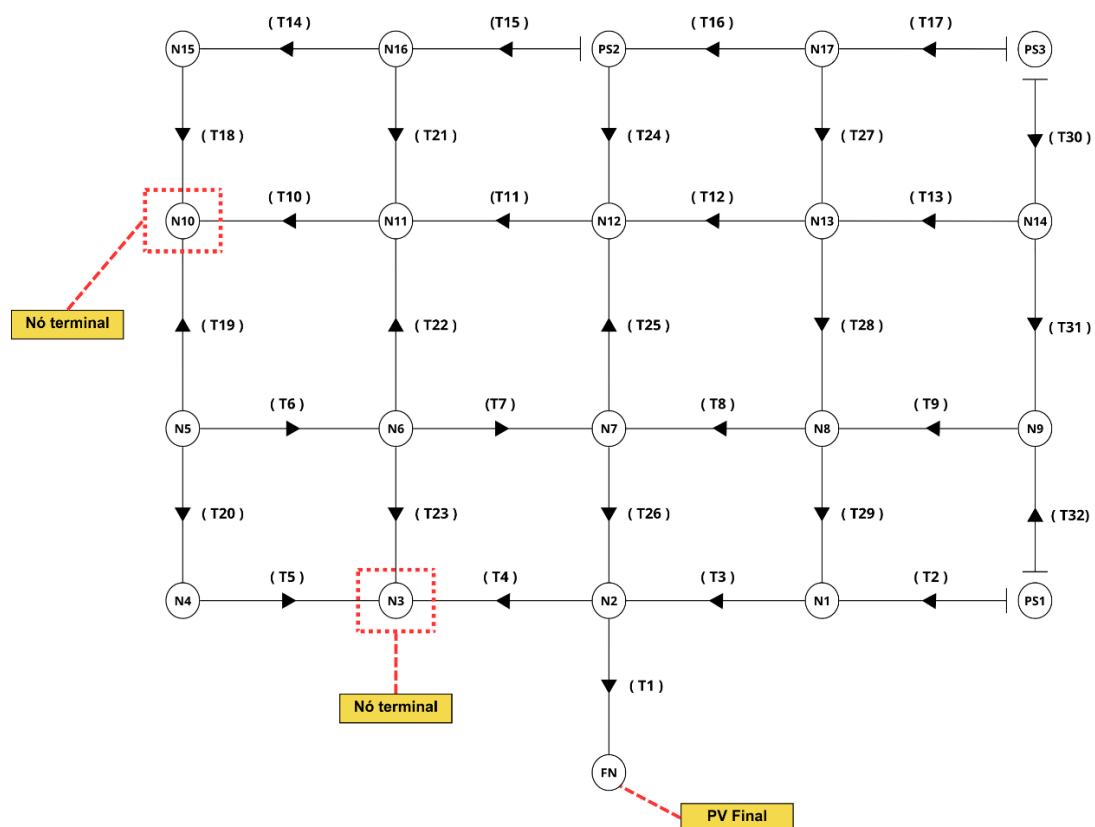 ( T14 )
(T15 )
( T16 )
( T17 )
N15
N16
PS2
N17
PS3
( T18 )
( T21 )
( T24 )
( T27 )
( T30 )
( T10 )
(T11 )
( T12 )
( T13 )
N10
N11
N12
N13
N14
Nó terminal
( T19 )
( T22 )
( T25 )
( T28 )
( T31 )
( T6 )
(T7 )
( T8 )
( T9 )
N5
N6
N7
N8
N9
( T20 )
( T23 )
( T26 )
( T29 )
( T32)
( T5 )
( T4 )
( T3 )
( T2 )
N4
N3
N2
N1
PS1
( T1 )
Nó terminal
FN
PV Final